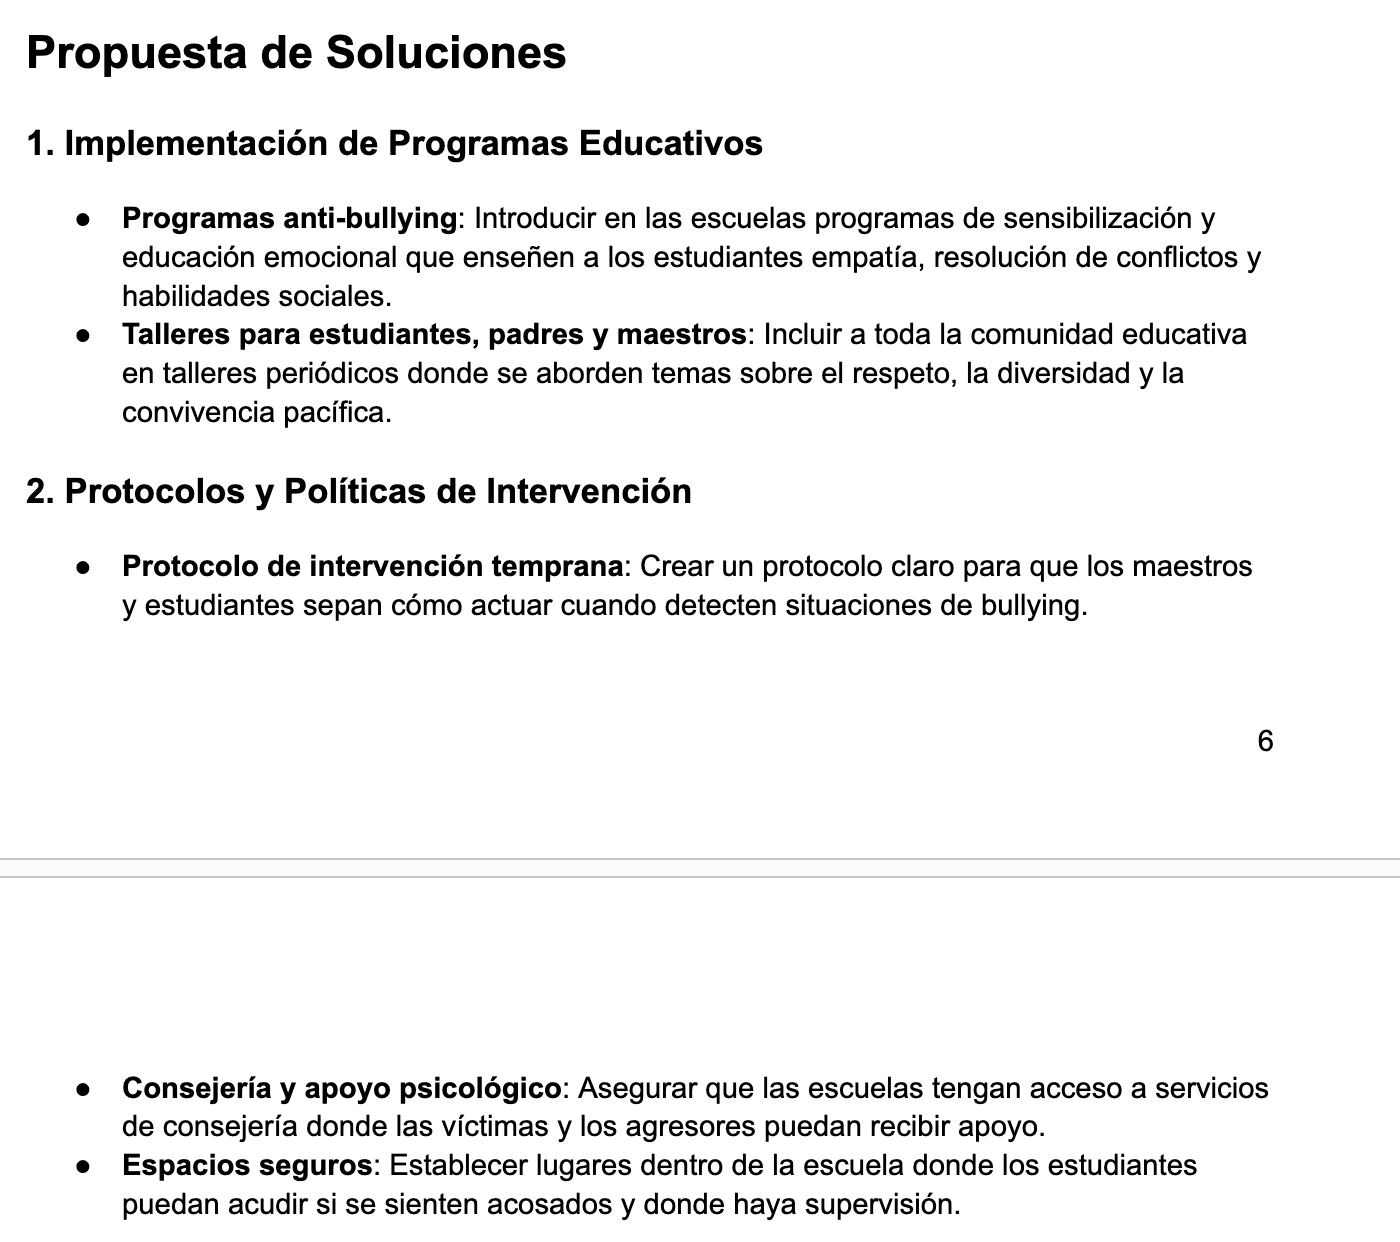 Propuesta de Soluciones
1. Implementación de Programas Educativos
● Programas anti-bullying: Introducir en las escuelas programas de sensibilización y
educación emocional que enseñen a los estudiantes empatía, resolución de conflictos y
habilidades sociales.
● Talleres para estudiantes, padres y maestros: Incluir a toda la comunidad educativa
en talleres periódicos donde se aborden temas sobre el respeto, la diversidad y la
convivencia pacífica.
2. Protocolos y Políticas de Intervención
● Protocolo de intervención temprana: Crear un protocolo claro para que los maestros
y estudiantes sepan cómo actuar cuando detecten situaciones de bullying.
6
● Consejería y apoyo psicológico: Asegurar que las escuelas tengan acceso a servicios
de consejería donde las víctimas y los agresores puedan recibir apoyo.
● Espacios seguros: Establecer lugares dentro de la escuela donde los estudiantes
puedan acudir si se sienten acosados y donde haya supervisión.